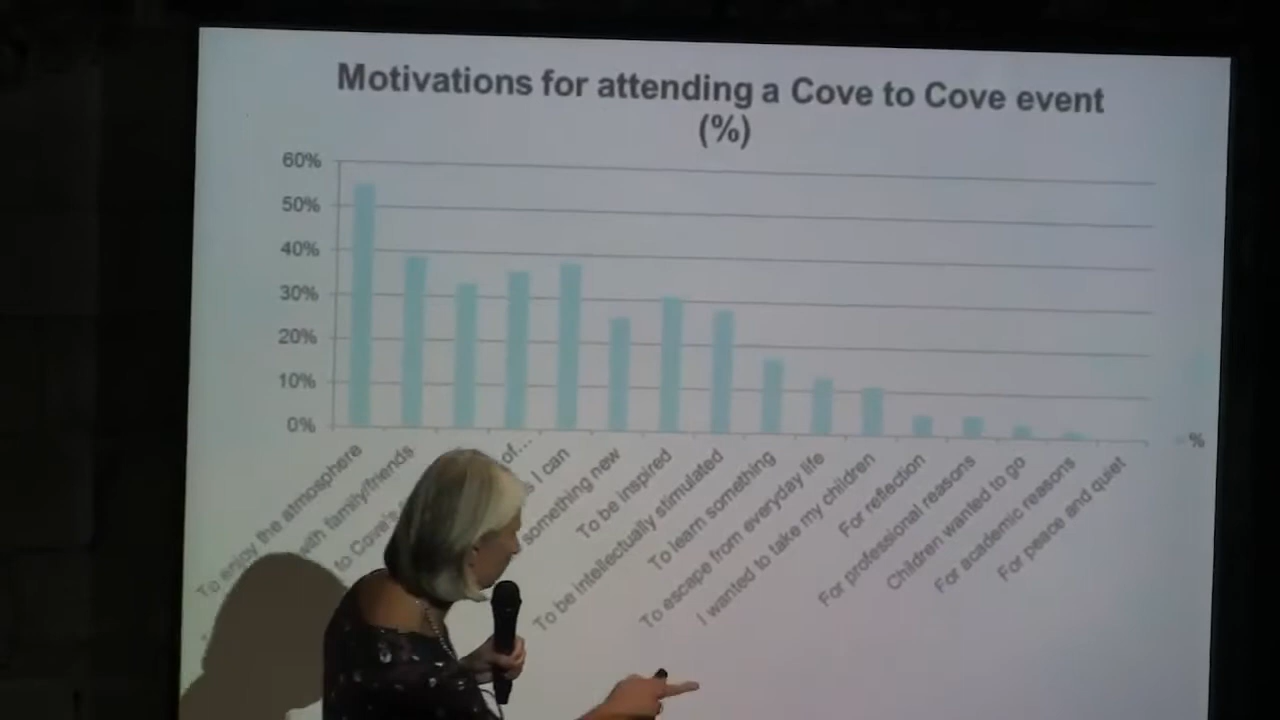 Motivations for attending a Cove to Cove event
(%)
60%
50%
40%
30%
20%
10%
0%
To enjoy the atmosphere
with family/friends
to Cove's
of...
I can
something new
To be inspired
To be intellectually stimulated
To learn something
To escape from everyday life
I wanted to take my children
For reflection
For professional reasons
Children wanted to go
For academic reasons
For peace and quiet
%